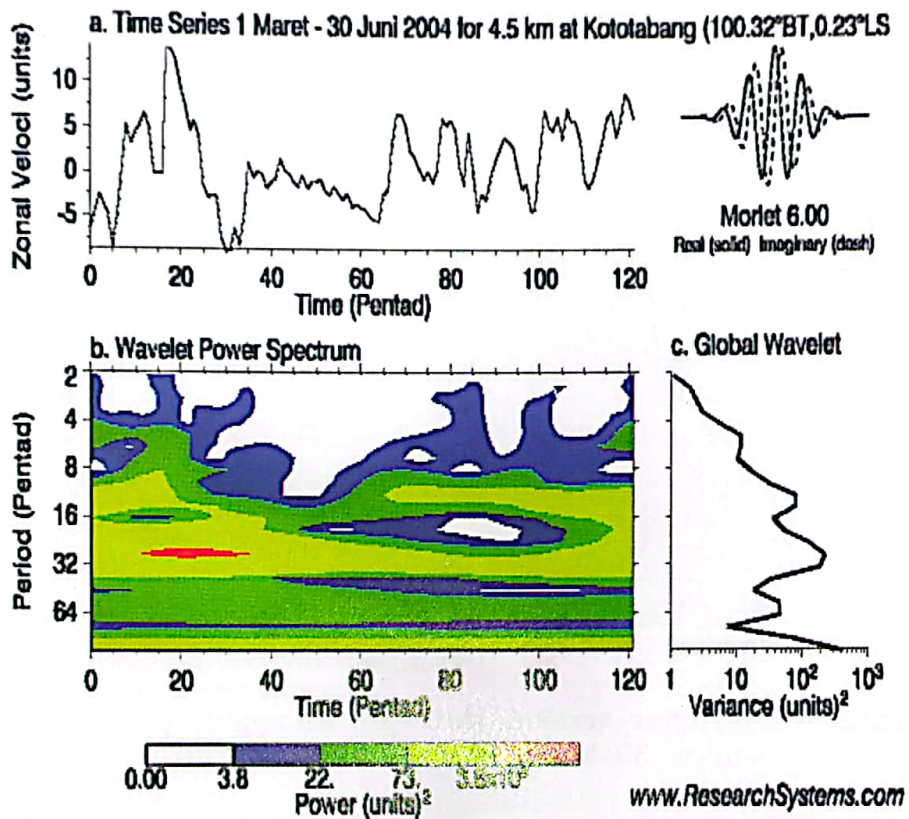 a. Time Series 1 Maret - 30 Juni 2004 for 4.5 km at Kototabang (100.32°BT,0.23°LS
Zonal Veloci (units)
10
5
0
-5
0 20 40 60 80 100 120
Time (Pentad)
Morlet 6.00
Real (solid) Imaginary (dash)
b. Wavelet Power Spectrum
Period (Pentad)
2
4
8
16
32
64
0 20 40 60 80 100 120
Time (Pentad)
c. Global Wavelet
1 10 10² 10³
Variance (units)²
0.00 3.8 22. 73.
Power (units)²
www.ResearchSystems.com